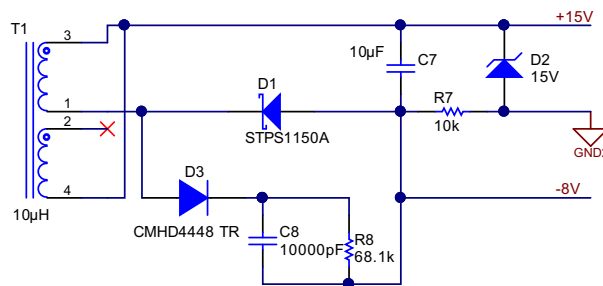 T1
3
1
2
4
10µH
10µF
C7
+15V
D2
15V
D1
STPS1150A
R7
10k
-8V
D3
CMHD4448 TR
C8
10000pF
R8
68.1k